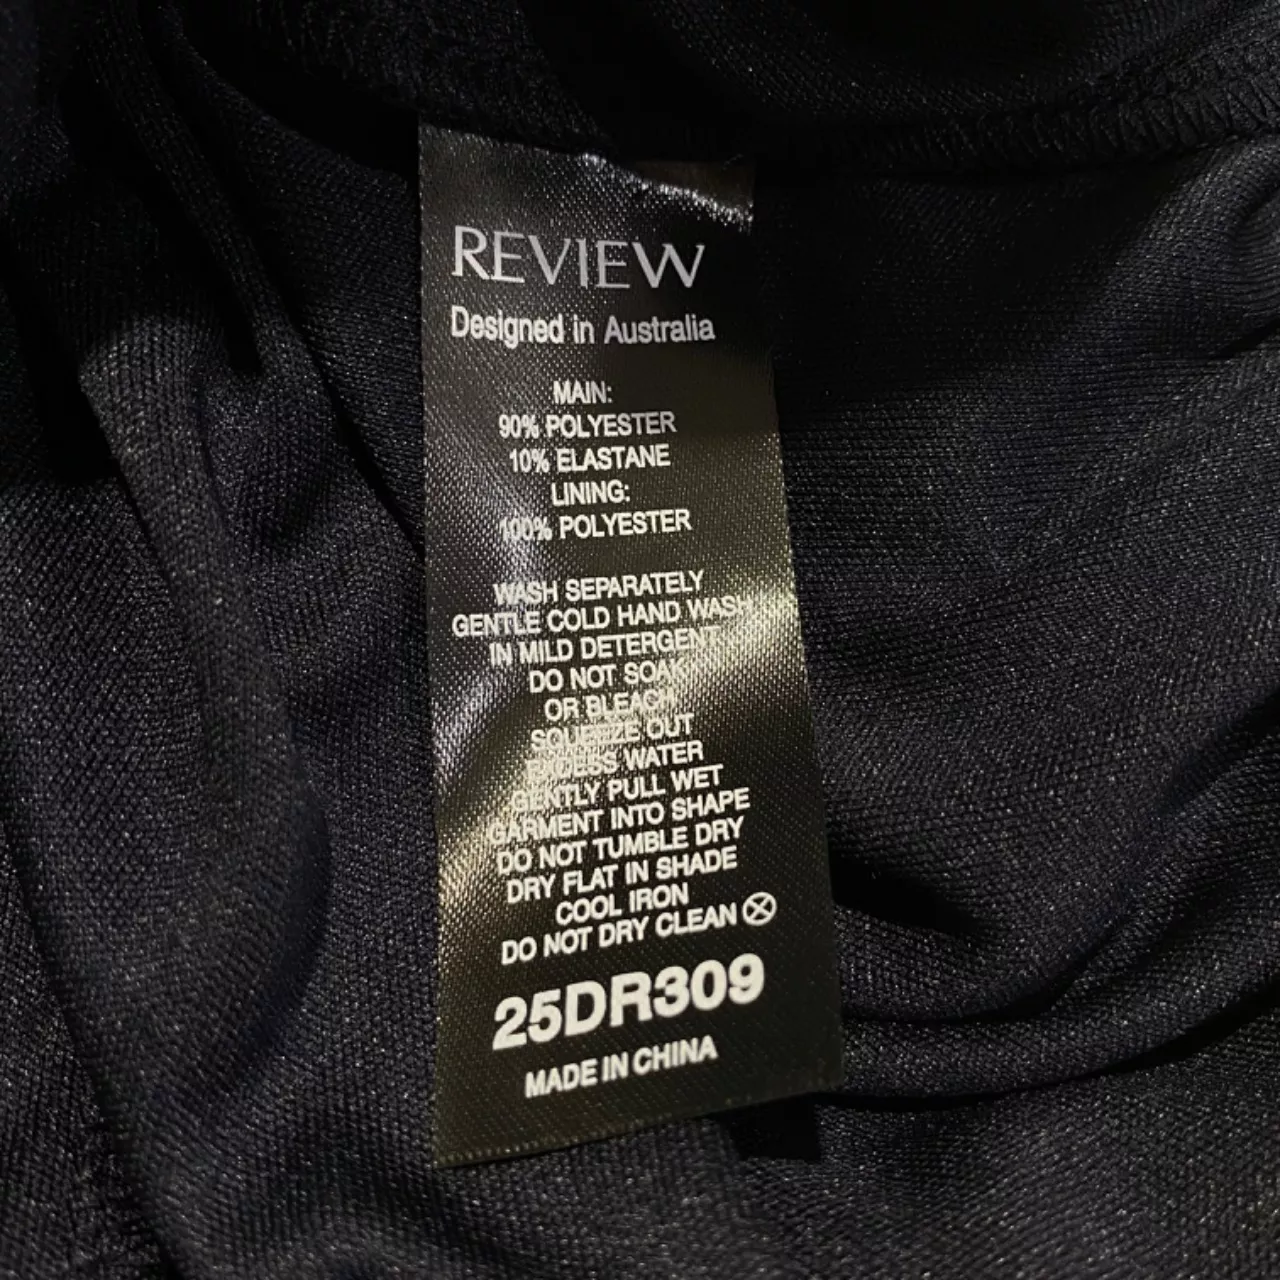 REVIEW
Designed in Australia
MAIN:
90% POLYESTER
10% ELASTANE
LINING:
100% POLYESTER
WASH SEPARATELY
GENTLE COLD HAND WASH
IN MILD DETERGENT
DO NOT SOAK
OR BLEACH
SQUEEZE OUT
EXCESS WATER
GENTLY PULL WET
GARMENT INTO SHAPE
DO NOT TUMBLE DRY
DRY FLAT IN SHADE
COOL IRON
DO NOT DRY CLEAN
25DR309
MADE IN CHINA